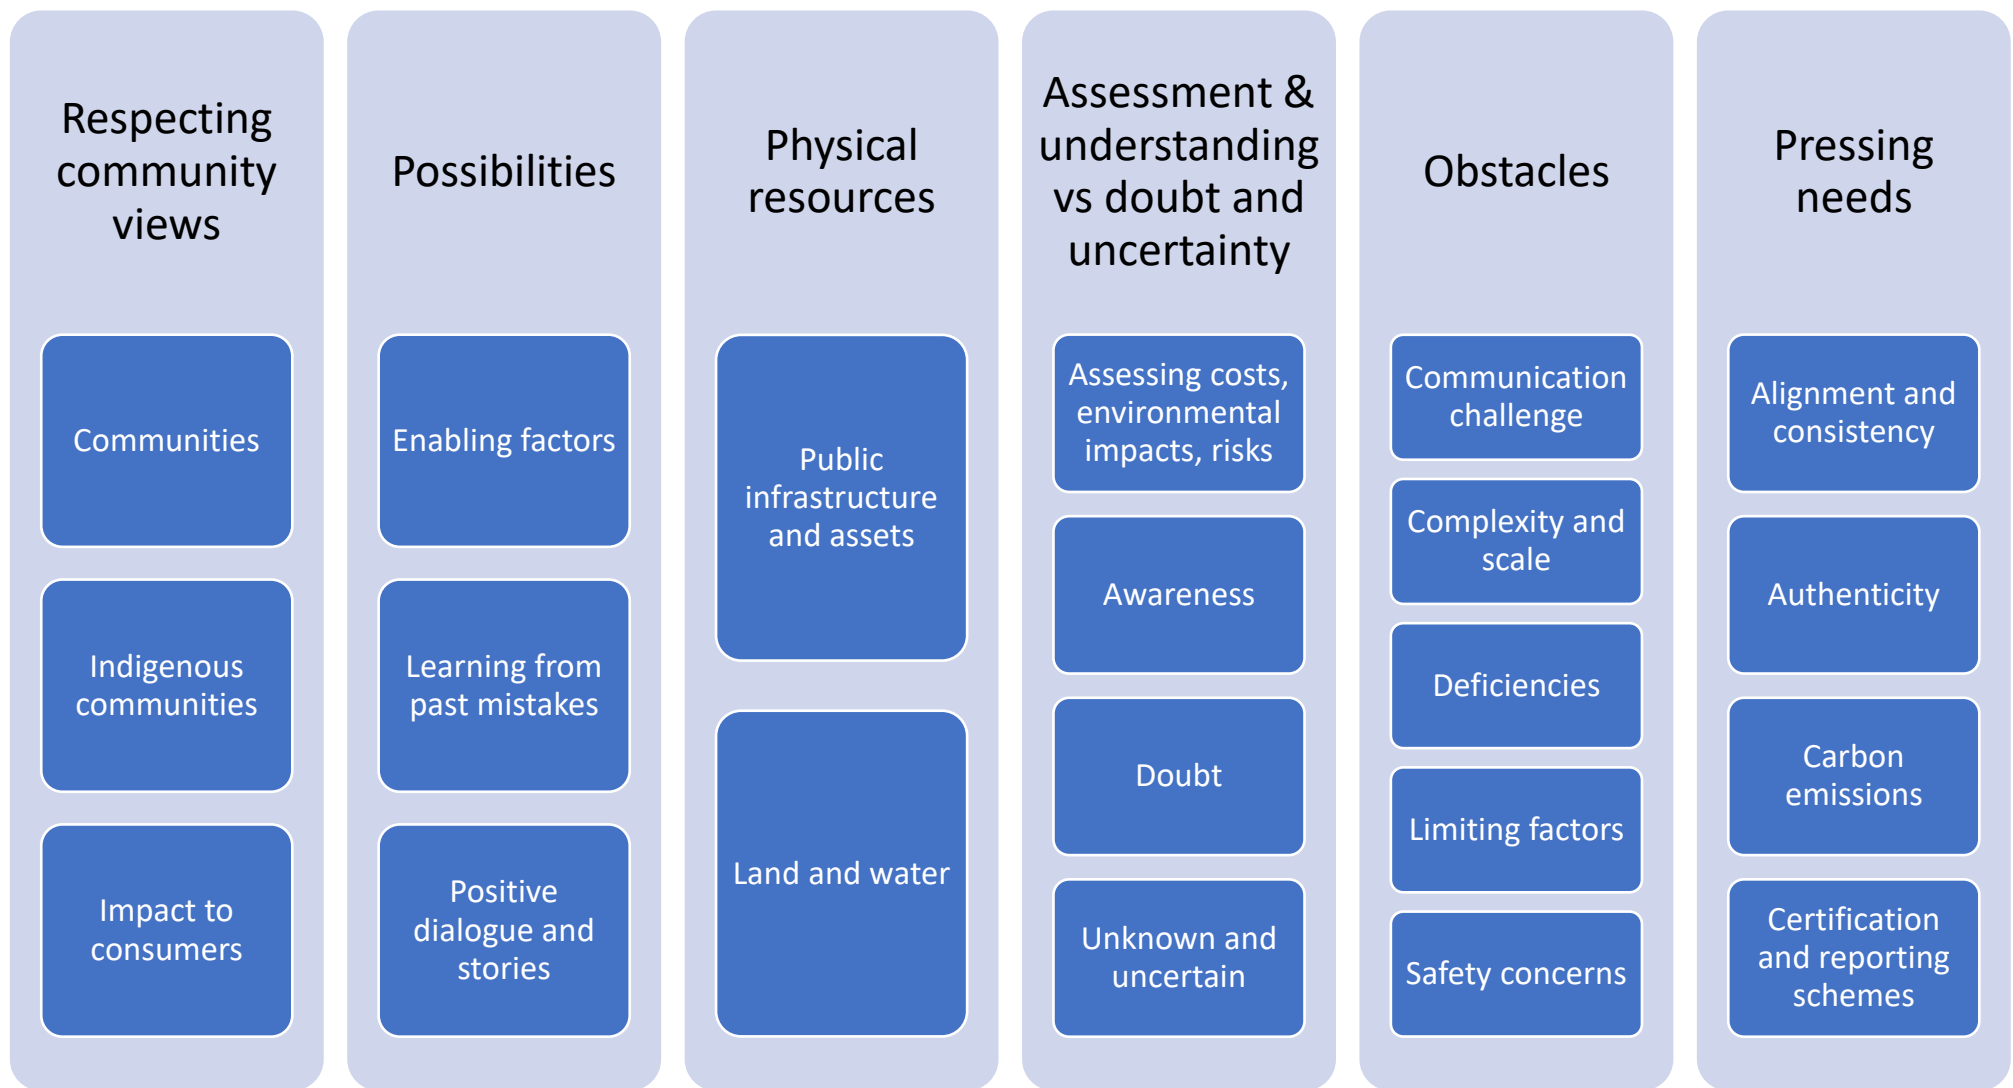 Respecting
community
views
Communities
Indigenous
communities
Impact to
consumers
Possibilities
Enabling factors
Learning from
past mistakes
Positive
dialogue and
stories
Physical
resources
Public
infrastructure
and assets
Land and water
Assessment &
understanding
vs doubt and
uncertainty
Assessing costs,
environmental
impacts, risks
Awareness
Doubt
Unknown and
uncertain
Obstacles
Communication
challenge
Complexity and
scale
Deficiencies
Limiting factors
Safety concerns
Pressing
needs
Alignment and
consistency
Authenticity
Carbon
emissions
Certification
and reporting
schemes